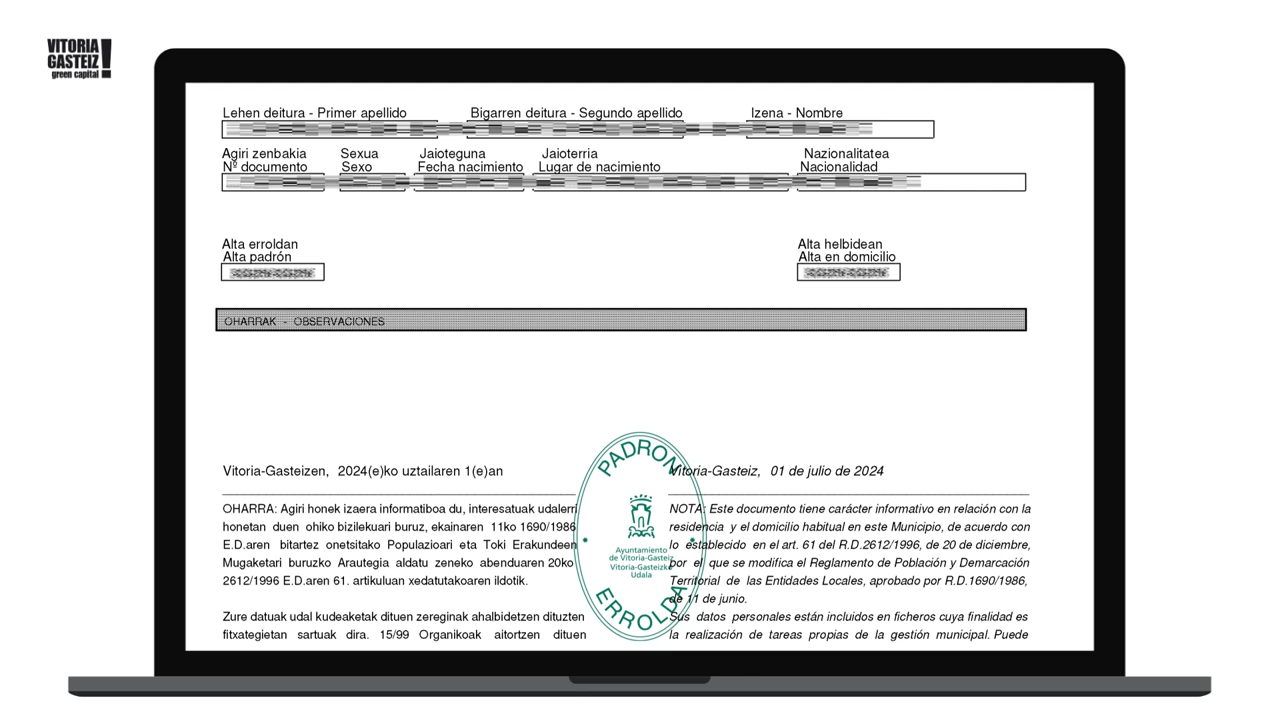 VITORIA
GASTEIZ!
green capital
Lehen deitura - Primer apellido Bigarren deitura - Segundo apellido Izena - Nombre
Agiri zenbakia Sexua Jaioteguna Jaioterria Nazionalitatea
Nº documento Sexo Fecha nacimiento Lugar de nacimiento Nacionalidad
Alta erroldan Alta helbidean
Alta padrón Alta en domicilio
OHARRAK - OBSERVACIONES
Vitoria-Gasteizen, 2024(e)ko uztailaren 1(e)an
OHARRA: Agiri honek izaera informatiboa du, interesatuak udalerri
honetan duen ohiko bizilekuari buruz, ekainaren 11ko 1690/1986
E.D.aren bitartez onetsitako Populazioari eta Toki Erakundeen
Mugaketari buruzko Arautegia aldatu zeneko abenduaren 20ko
2612/1996 E.D.aren 61. artikuluan xedatutakoaren ildotik.
Zure datuak udal kudeaketak dituen zereginak ahalbidetzen dituzten
fitxategietan sartuak dira. 15/99 Organikoak aitortzen dituen
PADRON
Ayuntamiento
de Vitoria-Gasteiz
Vitoria-Gasteizko
Udala
ERROLDA
Vitoria-Gasteiz, 01 de julio de 2024
NOTA: Este documento tiene carácter informativo en relación con la
residencia y el domicilio habitual en este Municipio, de acuerdo con
lo establecido en el art. 61 del R.D.2612/1996, de 20 de diciembre,
por el que se modifica el Reglamento de Población y Demarcación
Territorial de las Entidades Locales, aprobado por R.D.1690/1986,
de 11 de junio.
Sus datos personales están incluidos en ficheros cuya finalidad es
la realización de tareas propias de la gestión municipal. Puede